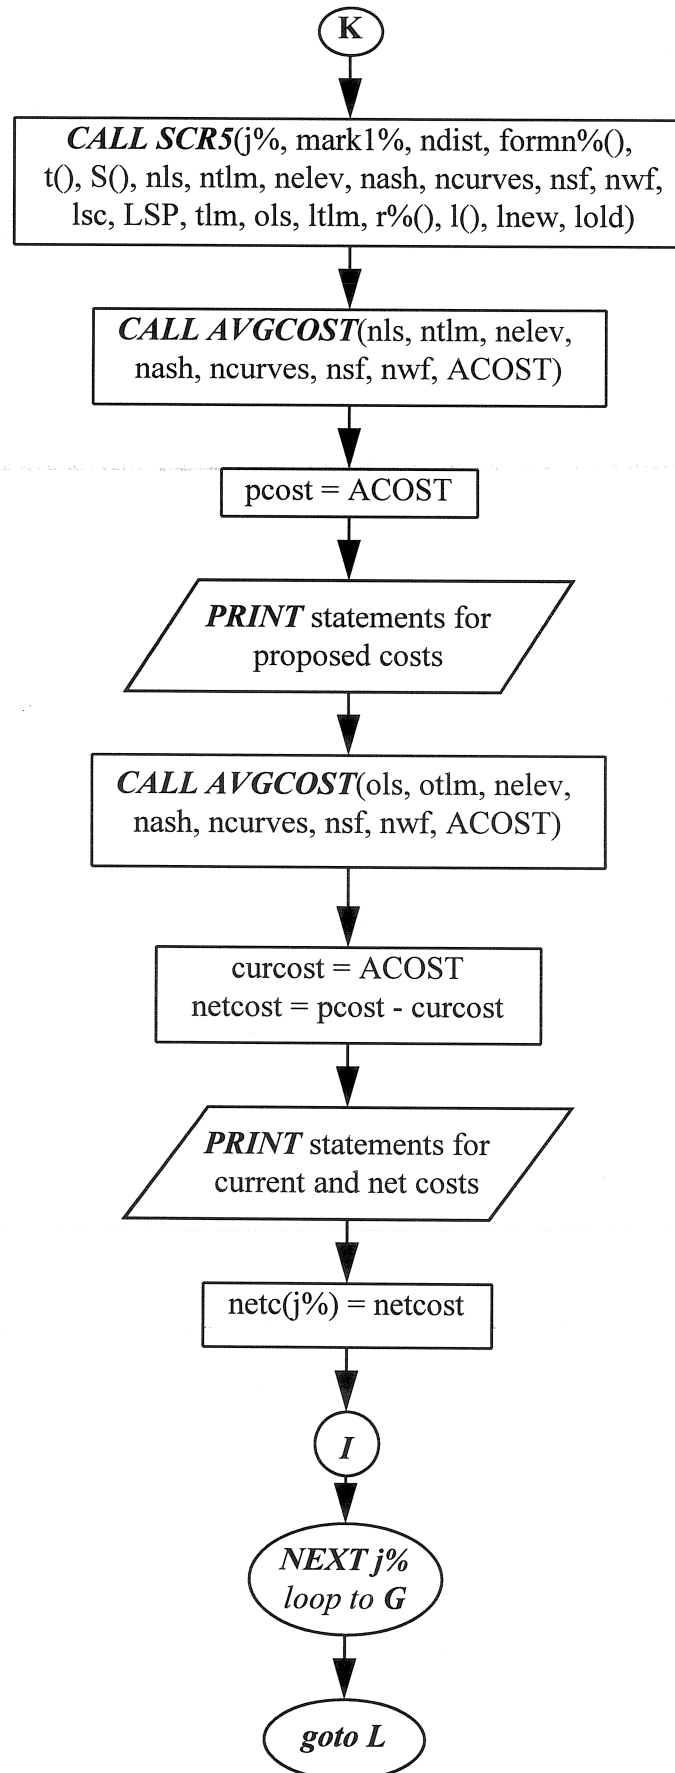 K
CALL SCR5(j%, mark1%, ndist, formn%(),
t(), S(), nls, ntlm, nelev, nash, ncurves, nsf, nwf,
lsc, LSP, tlm, ols, ltlm, r%(), l(), lnew, lold)
CALL AVGCOST(nls, ntlm, nelev,
nash, ncurves, nsf, nwf, ACOST)
pcost = ACOST
PRINT statements for
proposed costs
CALL AVGCOST(ols, otlm, nelev,
nash, ncurves, nsf, nwf, ACOST)
curcost = ACOST
netcost = pcost - curcost
PRINT statements for
current and net costs
netc(j%) = netcost
I
NEXT j%
loop to G
goto L